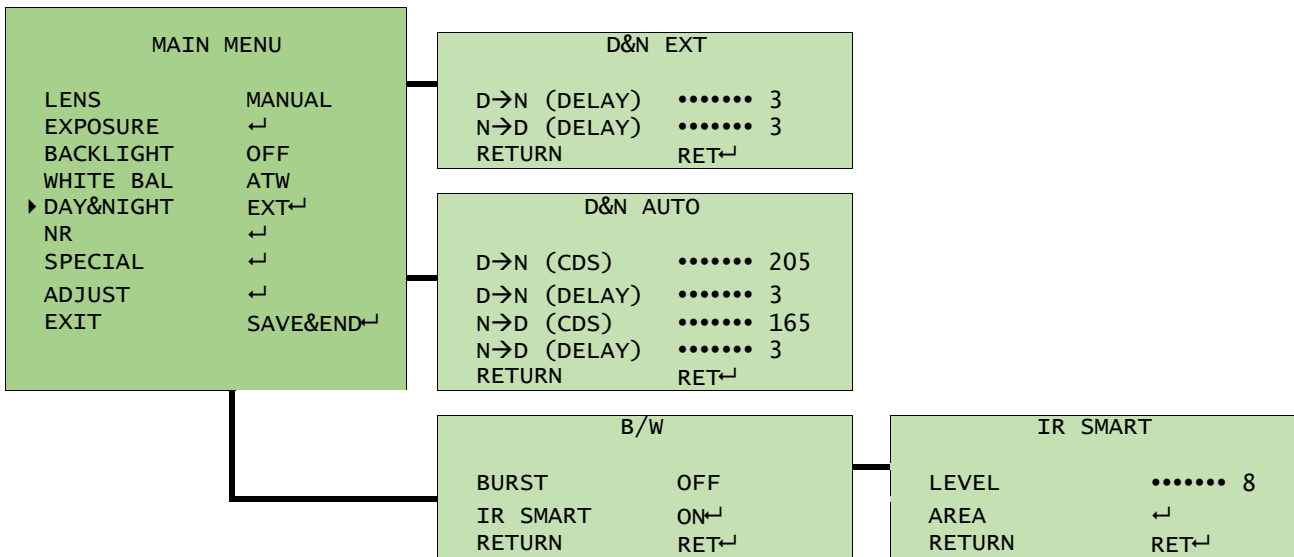 MAIN MENU
LENS MANUAL
EXPOSURE ↵
BACKLIGHT OFF
WHITE BAL ATW
▸ DAY&NIGHT EXT↵
NR ↵
SPECIAL ↵
ADJUST ↵
EXIT SAVE&END↵
D&N EXT
D→N (DELAY) ••••••• 3
N→D (DELAY) ••••••• 3
RETURN RET↵
D&N AUTO
D→N (CDS) ••••••• 205
D→N (DELAY) ••••••• 3
N→D (CDS) ••••••• 165
N→D (DELAY) ••••••• 3
RETURN RET↵
B/W
BURST OFF
IR SMART ON↵
RETURN RET↵
IR SMART
LEVEL ••••••• 8
AREA ↵
RETURN RET↵